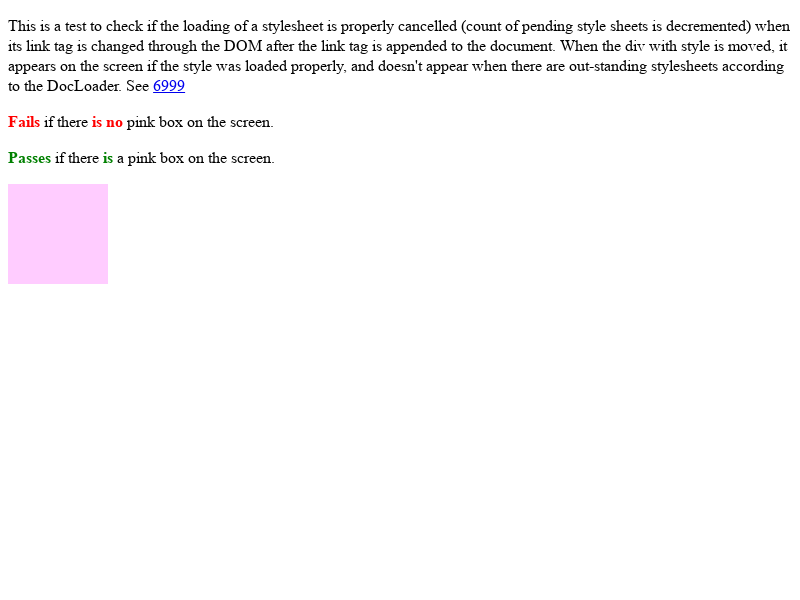 This is a test to check if the loading of a stylesheet is properly cancelled (count of pending style sheets is decremented) when
its link tag is changed through the DOM after the link tag is appended to the document. When the div with style is moved, it
appears on the screen if the style was loaded properly, and doesn't appear when there are out-standing stylesheets according
to the DocLoader. See 6999
Fails if there is no pink box on the screen.
Passes if there is a pink box on the screen.